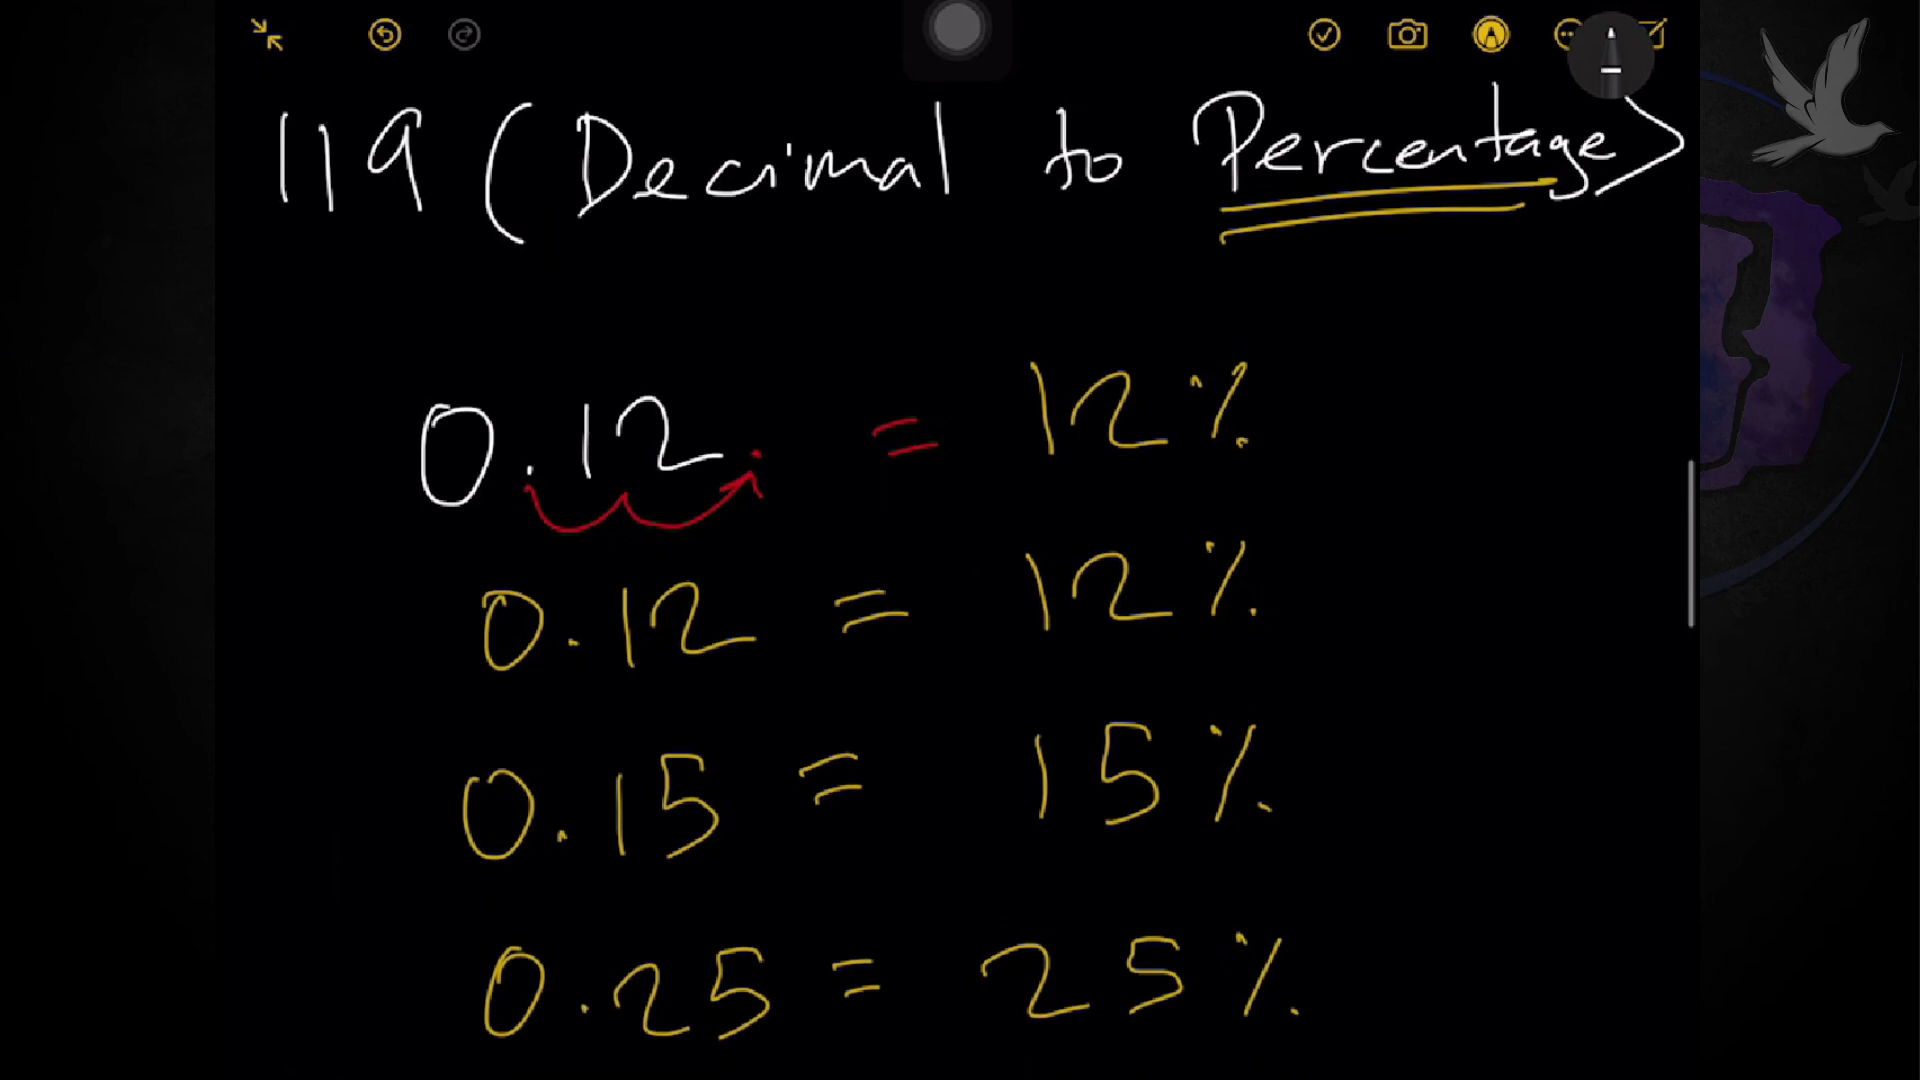 119 (Decimal to Percentage)
0.12. = 12%
0.12 = 12%
0.15 = 15%
0.25 = 25%